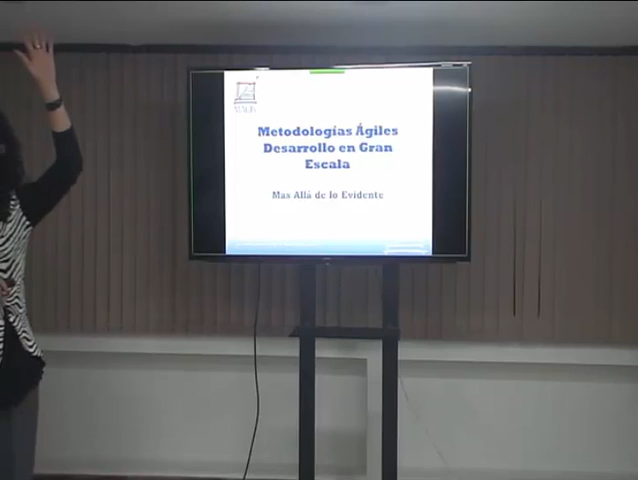 Metodologías Ágiles
Desarrollo en Gran
Escala
Mas Allá de lo Evidente